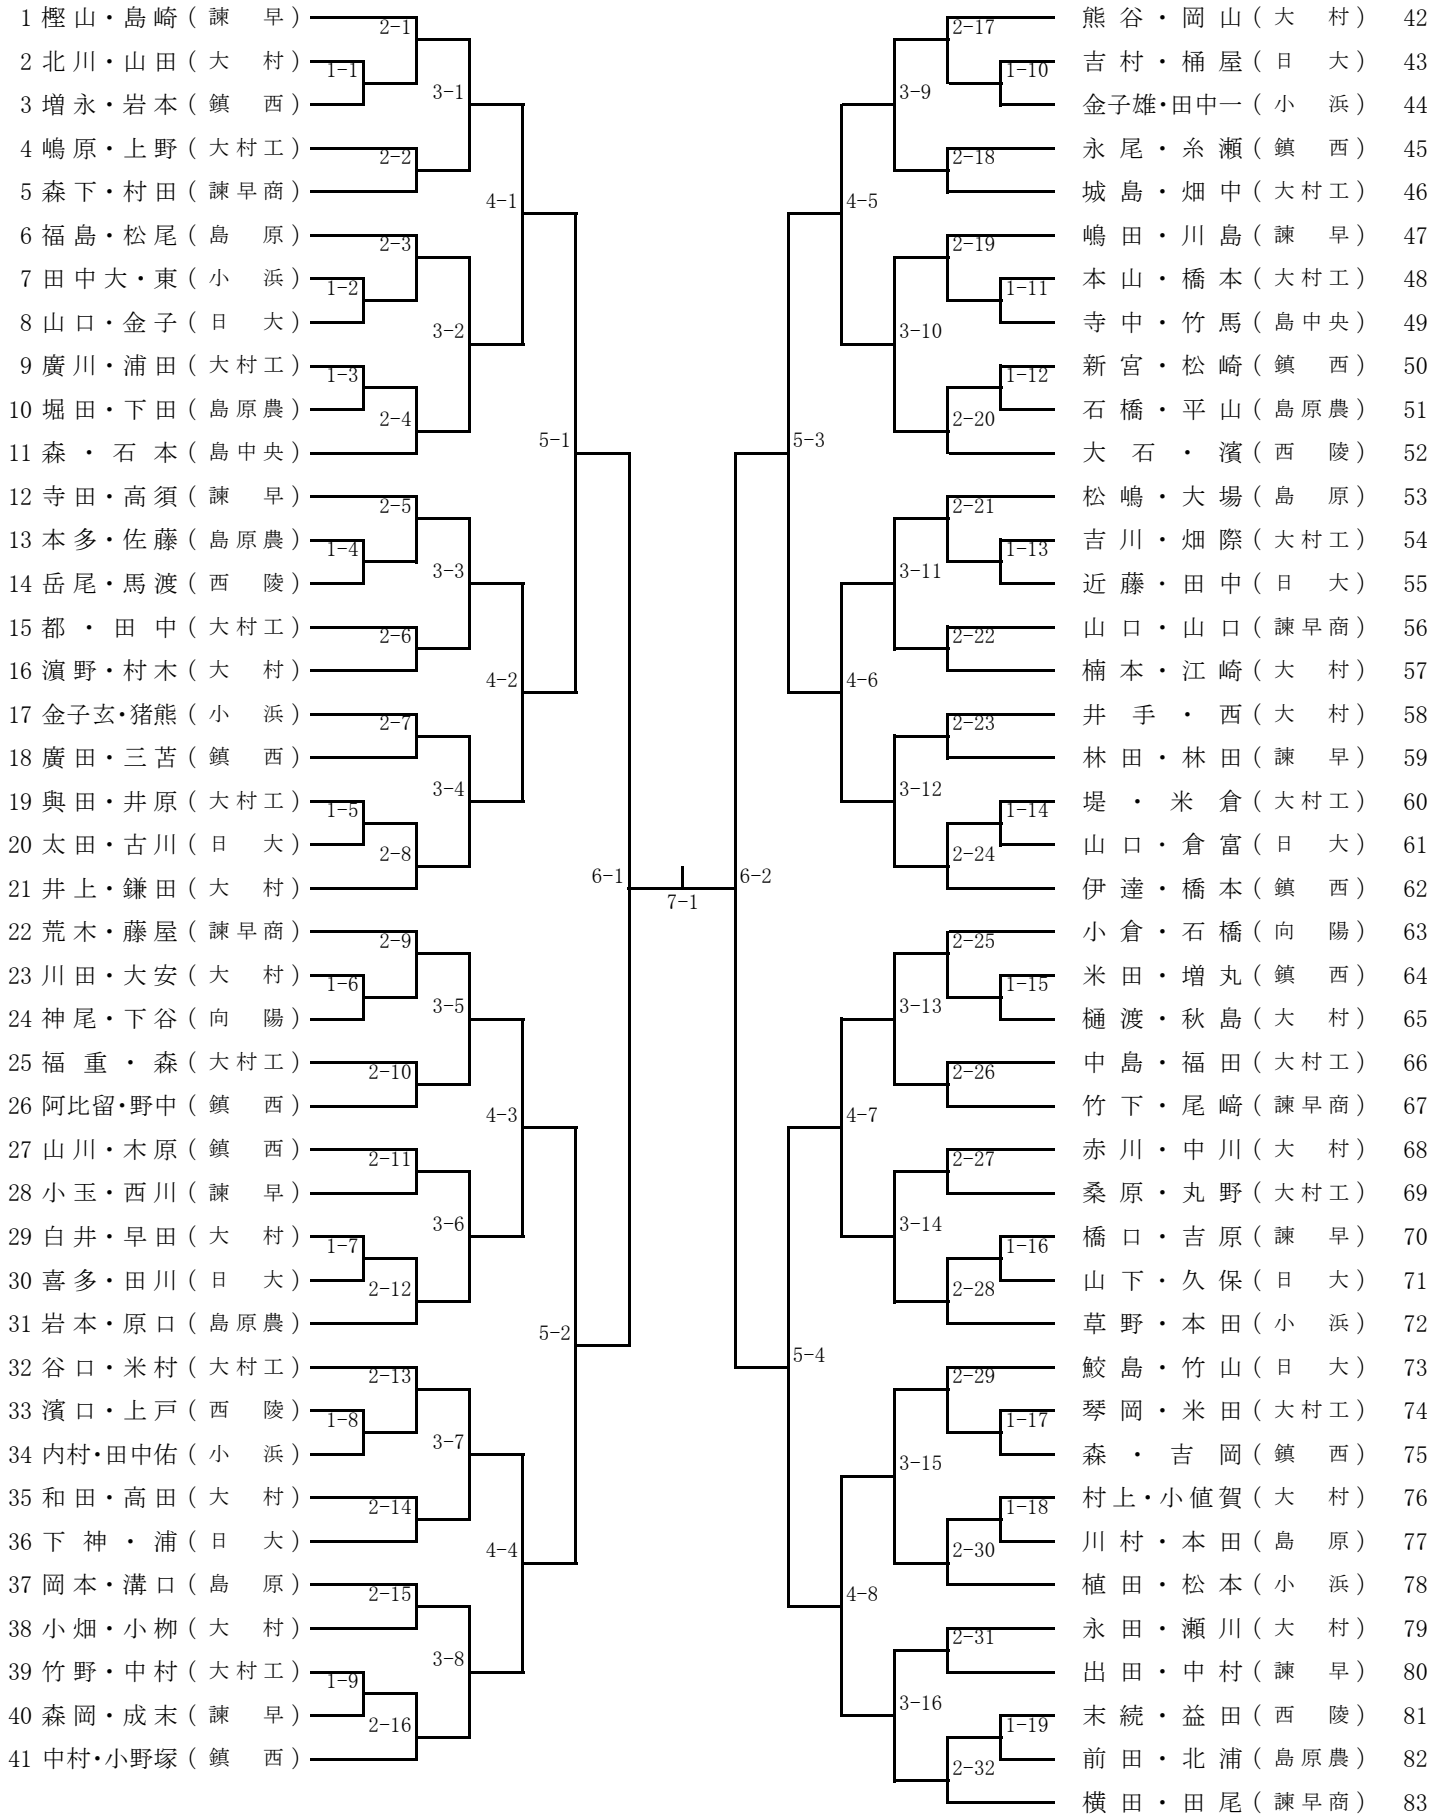 1 樫山・島崎（諫早）
2 北川・山田（大村）
3 増永・岩本（鎮西）
4 嶋原・上野（大村工）
5 森下・村田（諫早商）
6 福島・松尾（島原）
7 田中大・東（小浜）
8 山口・金子（日大）
9 廣川・浦田（大村工）
10 堀田・下田（島原農）
11 森・石本（島中央）
12 寺田・高須（諫早）
13 本多・佐藤（島原農）
14 岳尾・馬渡（西陵）
15 都・田中（大村工）
16 濵野・村木（大村）
17 金子玄・猪熊（小浜）
18 廣田・三苫（鎮西）
19 與田・井原（大村工）
20 太田・古川（日大）
21 井上・鎌田（大村）
22 荒木・藤屋（諫早商）
23 川田・大安（大村）
24 神尾・下谷（向陽）
25 福重・森（大村工）
26 阿比留・野中（鎮西）
27 山川・木原（鎮西）
28 小玉・西川（諫早）
29 白井・早田（大村）
30 喜多・田川（日大）
31 岩本・原口（島原農）
32 谷口・米村（大村工）
33 濱口・上戸（西陵）
34 内村・田中佑（小浜）
35 和田・高田（大村）
36 下神・浦（日大）
37 岡本・溝口（島原）
38 小畑・小栁（大村）
39 竹野・中村（大村工）
40 森岡・成末（諫早）
41 中村・小野塚（鎮西）
1-1
1-2
1-3
1-4
1-5
1-6
1-7
1-8
1-9
2-1
2-2
2-3
2-4
2-5
2-6
2-7
2-8
2-9
2-10
2-11
2-12
2-13
2-14
2-15
2-16
3-1
3-2
3-3
3-4
3-5
3-6
3-7
3-8
4-1
4-2
4-3
4-4
5-1
5-2
6-1
7-1
6-2
5-3
5-4
4-5
4-6
4-7
4-8
3-9
3-10
3-11
3-12
3-13
3-14
3-15
3-16
2-17
2-18
2-19
2-20
2-21
2-22
2-23
2-24
2-25
2-26
2-27
2-28
2-29
2-30
2-31
2-32
1-10
1-11
1-12
1-13
1-14
1-15
1-16
1-17
1-18
1-19
熊谷・岡山（大村） 42
吉村・桶屋（日大） 43
金子雄・田中一（小浜） 44
永尾・糸瀬（鎮西） 45
城島・畑中（大村工） 46
嶋田・川島（諫早） 47
本山・橋本（大村工） 48
寺中・竹馬（島中央） 49
新宮・松崎（鎮西） 50
石橋・平山（島原農） 51
大石・濱（西陵） 52
松嶋・大場（島原） 53
吉川・畑際（大村工） 54
近藤・田中（日大） 55
山口・山口（諫早商） 56
楠本・江崎（大村） 57
井手・西（大村） 58
林田・林田（諫早） 59
堤・米倉（大村工） 60
山口・倉富（日大） 61
伊達・橋本（鎮西） 62
小倉・石橋（向陽） 63
米田・増丸（鎮西） 64
樋渡・秋島（大村） 65
中島・福田（大村工） 66
竹下・尾﨑（諫早商） 67
赤川・中川（大村） 68
桑原・丸野（大村工） 69
橋口・吉原（諫早） 70
山下・久保（日大） 71
草野・本田（小浜） 72
鮫島・竹山（日大） 73
琴岡・米田（大村工） 74
森・吉岡（鎮西） 75
村上・小値賀（大村） 76
川村・本田（島原） 77
植田・松本（小浜） 78
永田・瀬川（大村） 79
出田・中村（諫早） 80
末続・益田（西陵） 81
前田・北浦（島原農） 82
横田・田尾（諫早商） 83